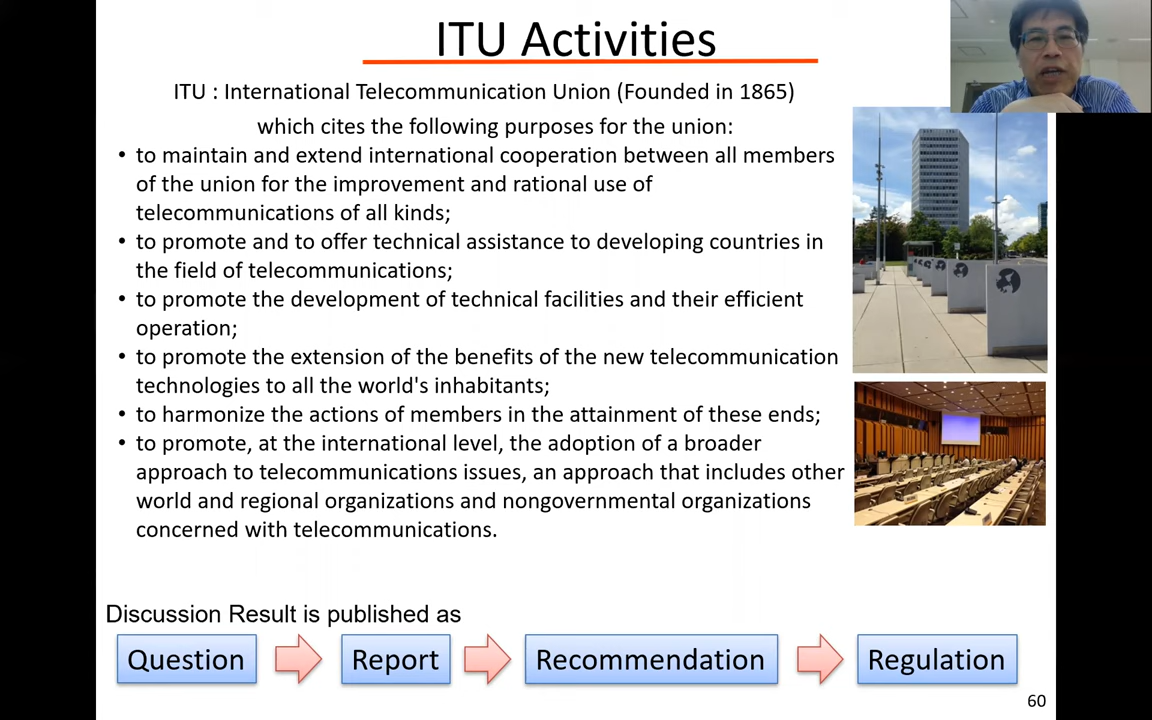 ITU Activities
ITU : International Telecommunication Union (Founded in 1865)
which cites the following purposes for the union:
• to maintain and extend international cooperation between all members
of the union for the improvement and rational use of
telecommunications of all kinds;
• to promote and to offer technical assistance to developing countries in
the field of telecommunications;
• to promote the development of technical facilities and their efficient
operation;
• to promote the extension of the benefits of the new telecommunication
technologies to all the world's inhabitants;
• to harmonize the actions of members in the attainment of these ends;
• to promote, at the international level, the adoption of a broader
approach to telecommunications issues, an approach that includes other
world and regional organizations and nongovernmental organizations
concerned with telecommunications.
Discussion Result is published as
Question
Report
Recommendation
Regulation
60